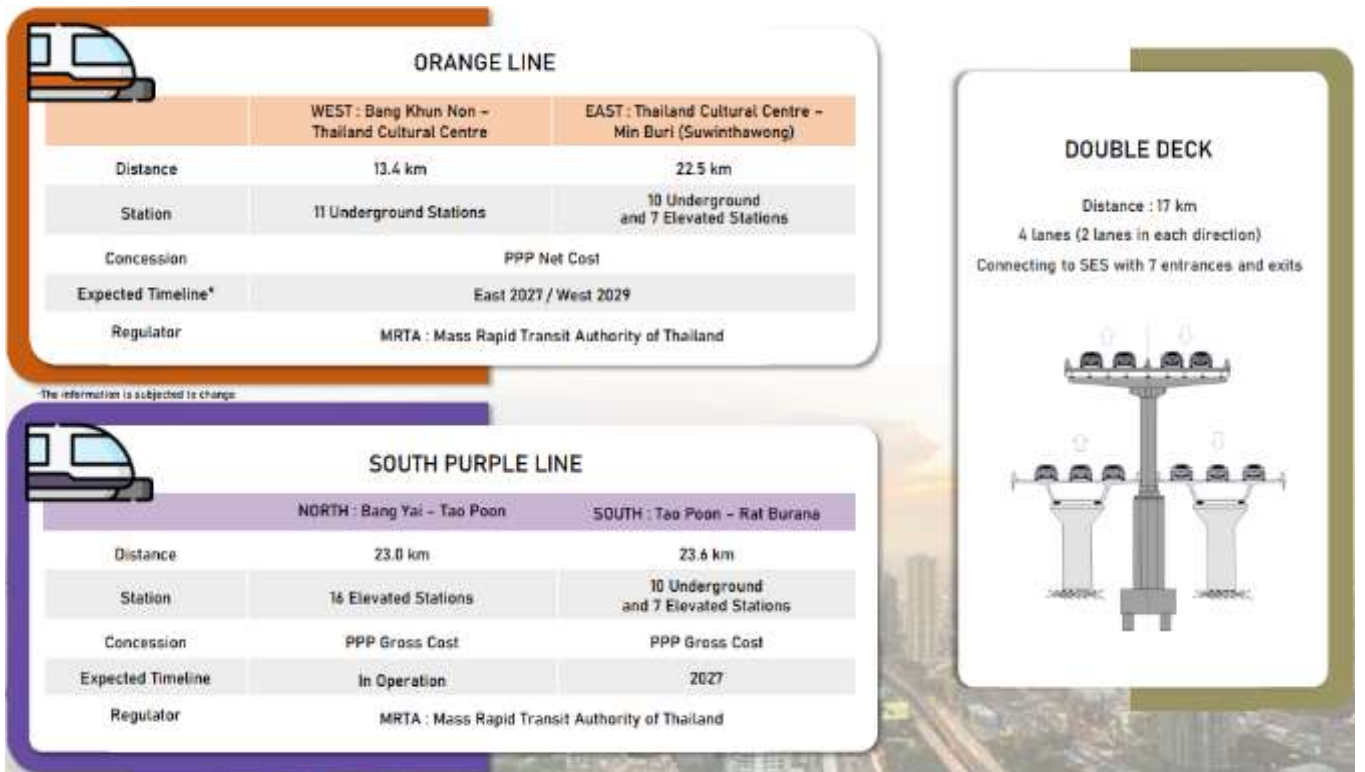 ORANGE LINE
WEST : Bang Khun Non –
Thailand Cultural Centre
EAST : Thailand Cultural Centre –
Min Buri (Suwinthawong)
Distance
13.4 km
22.5 km
Station
11 Underground Stations
10 Underground
and 7 Elevated Stations
Concession
PPP Net Cost
Expected Timeline*
East 2027 / West 2029
Regulator
MRTA : Mass Rapid Transit Authority of Thailand
*The information is subjected to change
SOUTH PURPLE LINE
NORTH : Bang Yai – Tao Poon
SOUTH : Tao Poon – Rat Burana
Distance
23.0 km
23.6 km
Station
16 Elevated Stations
10 Underground
and 7 Elevated Stations
Concession
PPP Gross Cost
PPP Gross Cost
Expected Timeline
In Operation
2027
Regulator
MRTA : Mass Rapid Transit Authority of Thailand
DOUBLE DECK
Distance : 17 km
4 lanes (2 lanes in each direction)
Connecting to SES with 7 entrances and exits